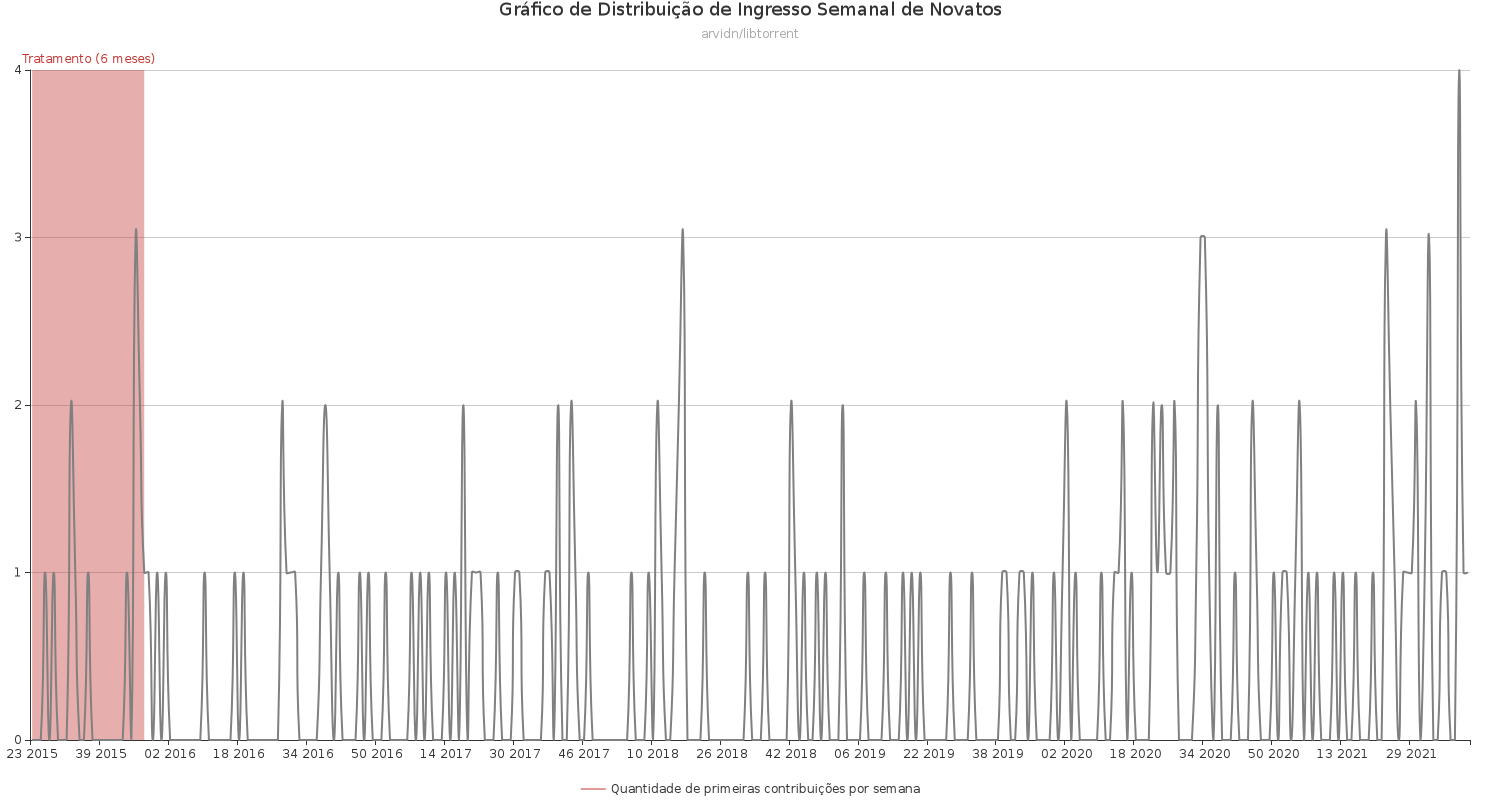 Gráfico de Distribuição de Ingresso Semanal de Novatos
arvidn/libtorrent
Tratamento (6 meses)
4
3
2
1
0
23 2015 39 2015 02 2016 18 2016 34 2016 50 2016 14 2017 30 2017 46 2017 10 2018 26 2018 42 2018 06 2019 22 2019 38 2019 02 2020 18 2020 34 2020 50 2020 13 2021 29 2021
Quantidade de primeiras contribuições por semana